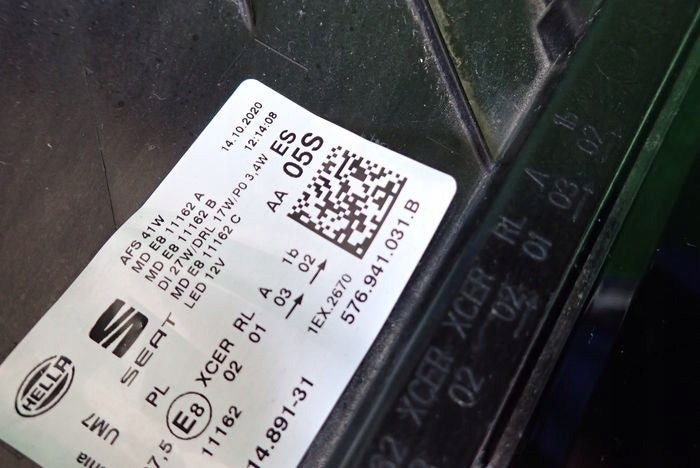 14.10.2020
12:14:08
AFS 41W
MD E8 11162 A
MD E8 11162 B
DI 27W/DRL 17W/P0 3.4W
MD E8 11162 C
LED 12V
ES
AA 05S
SEAT
HELLA
UM7
PL
E8
XCER RL A 1b
02 01 03 02
11162
7,5
1EX.2670
576.941.031.B
14.891-31
XCER XCER RL A 1b
02 02 01 03 02